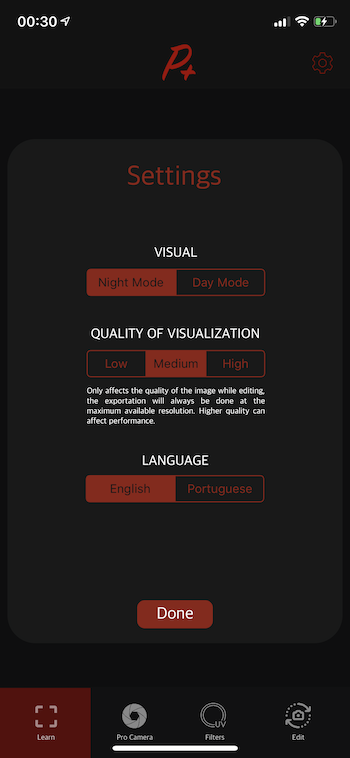 00:30
P+
Settings
VISUAL
Night Mode Day Mode
QUALITY OF VISUALIZATION
Low Medium High
Only affects the quality of the image while editing,
the exportation will always be done at the
maximum available resolution. Higher quality can
affect performance.
LANGUAGE
English Portuguese
Done
UV
Learn Pro Camera Filters Edit